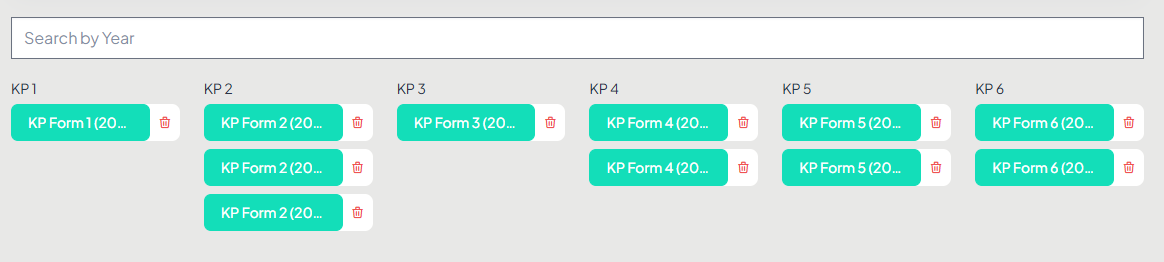 Search by Year
KP 1
KP 2
KP 3
KP 4
KP 5
KP 6
KP Form 1 (20...
KP Form 2 (20...
KP Form 3 (20...
KP Form 4 (20...
KP Form 5 (20...
KP Form 6 (20...
KP Form 2 (20...
KP Form 4 (20...
KP Form 5 (20...
KP Form 6 (20...
KP Form 2 (20...